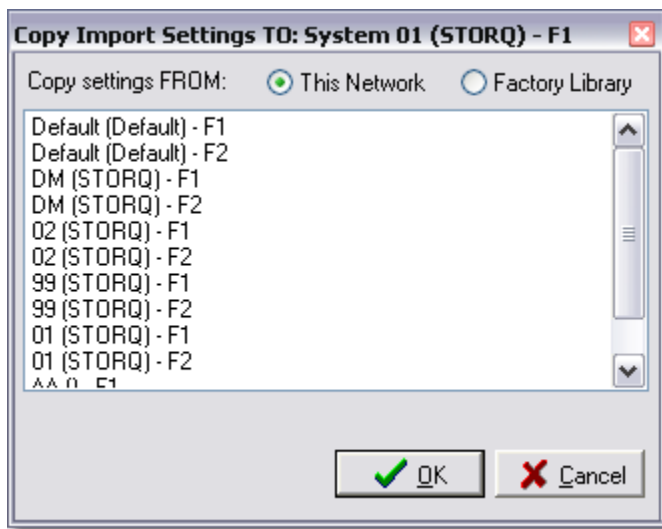 Copy Import Settings TO: System 01 (STORQ) - F1
Copy settings FROM: This Network Factory Library
Default (Default) - F1
Default (Default) - F2
DM (STORQ) - F1
DM (STORQ) - F2
02 (STORQ) - F1
02 (STORQ) - F2
99 (STORQ) - F1
99 (STORQ) - F2
01 (STORQ) - F1
01 (STORQ) - F2
OK Cancel